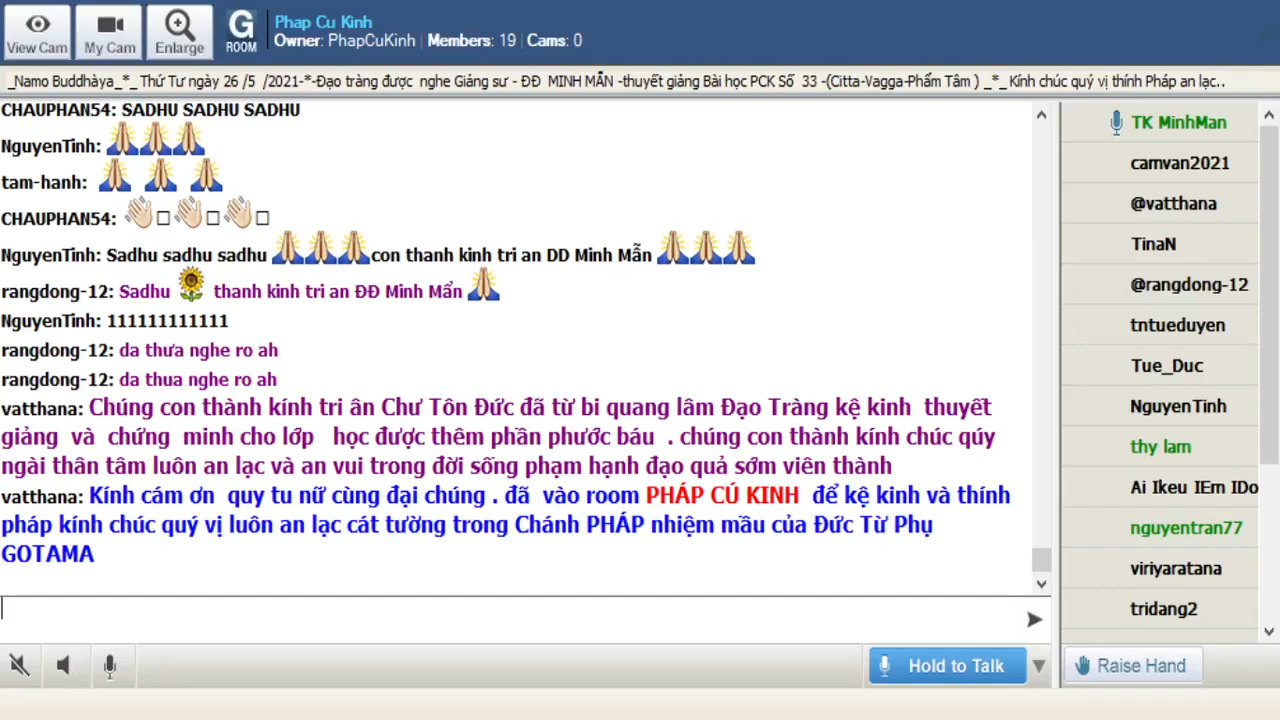 View Cam
My Cam
Enlarge
G
ROOM
Phap Cu Kinh
Owner: PhapCuKinh | Members: 19 | Cams: 0
_Namo Buddhàya_*_ Thứ Tư ngày 26 /5 /2021-*-Đạo tràng được nghe Giảng sư - ĐĐ MINH MẪN -thuyết giảng Bài học PCK Số 33 -(Citta-Vagga-Phẩm Tâm ) _*_ Kính chúc quý vị thính Pháp an lạc..
CHAUPHAN54: SADHU SADHU SADHU
NguyenTinh: 🙏🙏🙏
tam-hanh: 🙏 🙏 🙏
CHAUPHAN54: 👋🏻👋🏻👋🏻
NguyenTinh: Sadhu sadhu sadhu 🙏🙏🙏con thanh kinh tri an DD Minh Mẫn 🙏🙏🙏
rangdong-12: Sadhu 🌻 thanh kinh tri an ĐĐ Minh Mẩn 🙏
NguyenTinh: 111111111111
rangdong-12: da thưa nghe ro ah
rangdong-12: da thua nghe ro ah
vatthana: Chúng con thành kính tri ân Chư Tôn Đức đã từ bi quang lâm Đạo Tràng kệ kinh thuyết
giảng và chứng minh cho lớp học được thêm phần phước báu . chúng con thành kính chúc qúy
ngài thân tâm luôn an lạc và an vui trong đời sống phạm hạnh đạo quả sớm viên thành
vatthana: Kính cám ơn quy tu nữ cùng đại chúng . đã vào room PHÁP CÚ KINH để kệ kinh và thính
pháp kính chúc quý vị luôn an lạc cát tường trong Chánh PHÁP nhiệm mầu của Đức Từ Phụ
GOTAMA
TK MinhMan
camvan2021
@vatthana
TinaN
@rangdong-12
tntueduyen
Tue_Duc
NguyenTinh
thy lam
Ai Ikeu IEm IDo
nguyentran77
viriyaratana
tridang2
Hold to Talk
Raise Hand